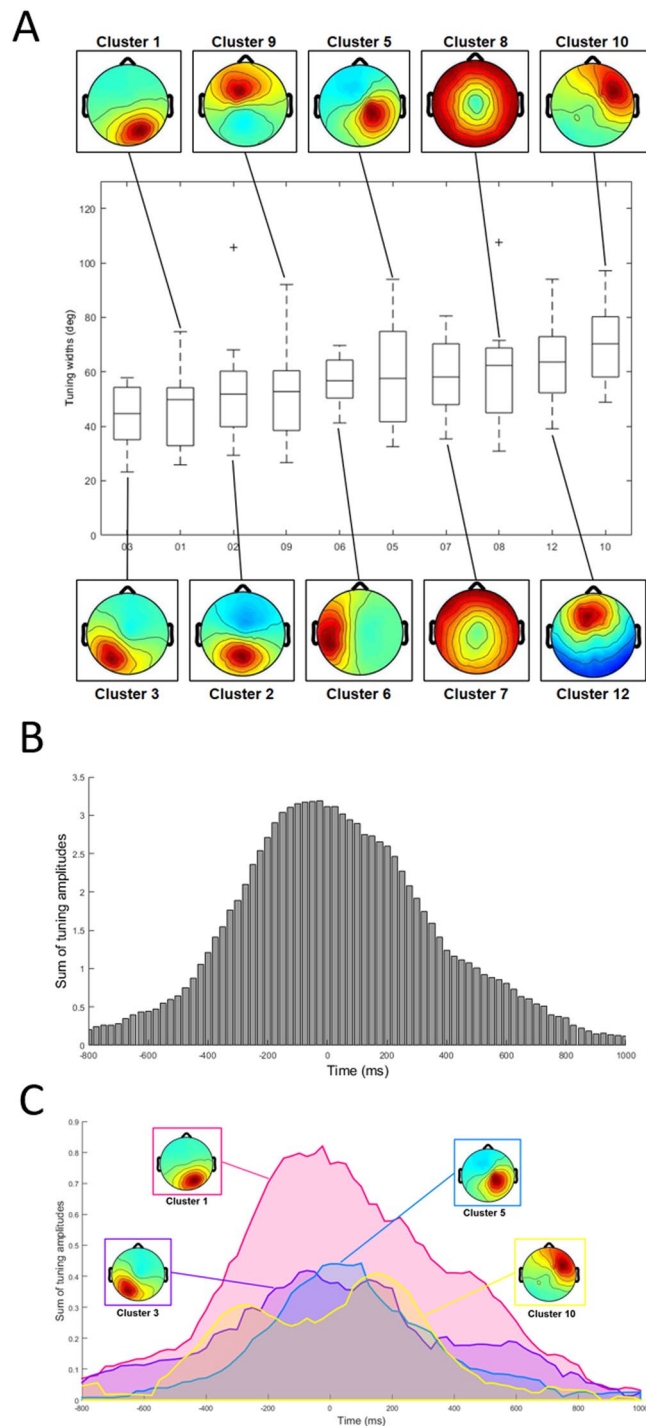 A
Cluster 1 Cluster 9 Cluster 5 Cluster 8 Cluster 10
120
100
80
60
40
20
0
Tuning widths (deg)
03 01 02 09 06 05 07 08 12 10
Cluster 3 Cluster 2 Cluster 6 Cluster 7 Cluster 12
B
3.5
3
2.5
2
1.5
1
0.5
0
Sum of tuning amplitudes
-800 -600 -400 -200 0 200 400 600 800 1000
Time (ms)
C
0.9
0.8
0.7
0.6
0.5
0.4
0.3
0.2
0.1
0
Sum of tuning amplitudes
Cluster 1
Cluster 5
Cluster 3
Cluster 10
-800 -600 -400 -200 0 200 400 600 800 1000
Time (ms)